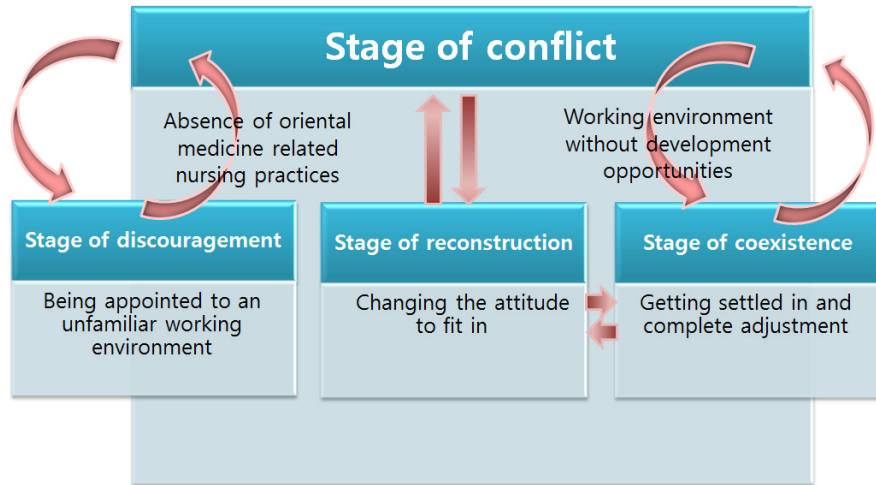 Stage of conflict
Absence of oriental
medicine related
nursing practices
Working environment
without development
opportunities
Stage of discouragement
Being appointed to an
unfamiliar working
environment
Stage of reconstruction
Changing the attitude
to fit in
Stage of coexistence
Getting settled in and
complete adjustment